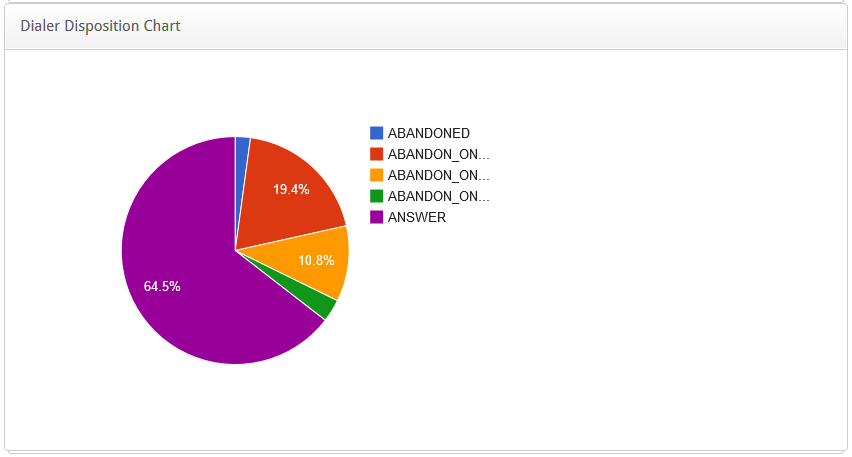 Dialer Disposition Chart
ABANDONED
ABANDON_ON...
ABANDON_ON...
ABANDON_ON...
ANSWER
19.4%
10.8%
64.5%